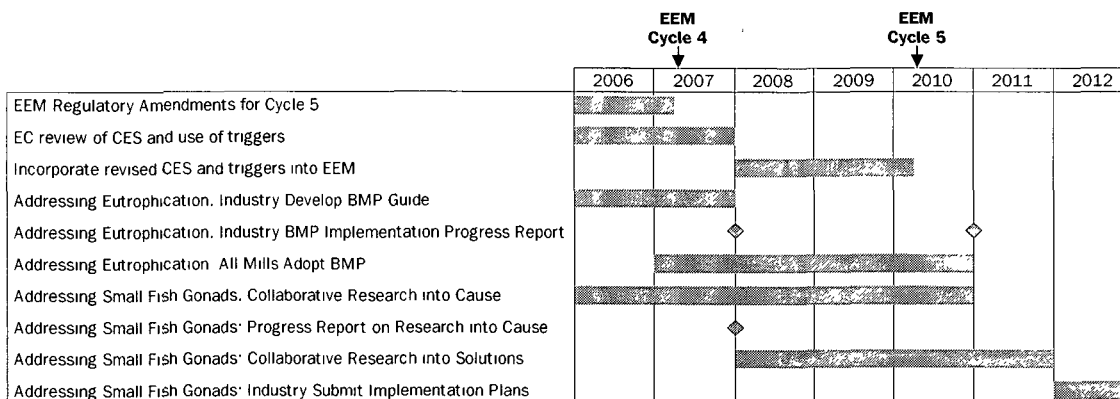 EEM
Cycle 4
EEM
Cycle 5
2006 2007 2008 2009 2010 2011 2012
EEM Regulatory Amendments for Cycle 5
EC review of CES and use of triggers
Incorporate revised CES and triggers into EEM
Addressing Eutrophication. Industry Develop BMP Guide
Addressing Eutrophication. Industry BMP Implementation Progress Report
Addressing Eutrophication All Mills Adopt BMP
Addressing Small Fish Gonads. Collaborative Research into Cause
Addressing Small Fish Gonads· Progress Report on Research into Cause
Addressing Small Fish Gonads· Collaborative Research into Solutions
Addressing Small Fish Gonads· Industry Submit Implementation Plans